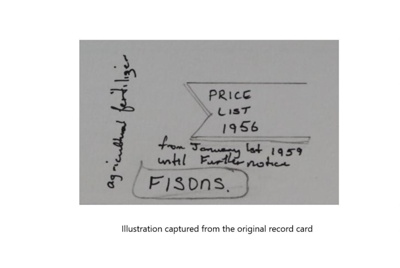 agricultural fertilizer
PRICE
LIST
1956
from January 1st 1959
until Further notice
FISONS.
Illustration captured from the original record card